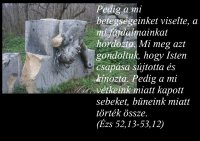 Pedig a mi
betegségeinket viselte, a
mi fájdalmainkat
hordozta. Mi meg azt
gondoltuk, hogy Isten
csapása sújtotta és
kínozta. Pedig a mi
vétkeink miatt kapott
sebeket, bűneink miatt
törték össze.
(Ézs 52,13-53,12)